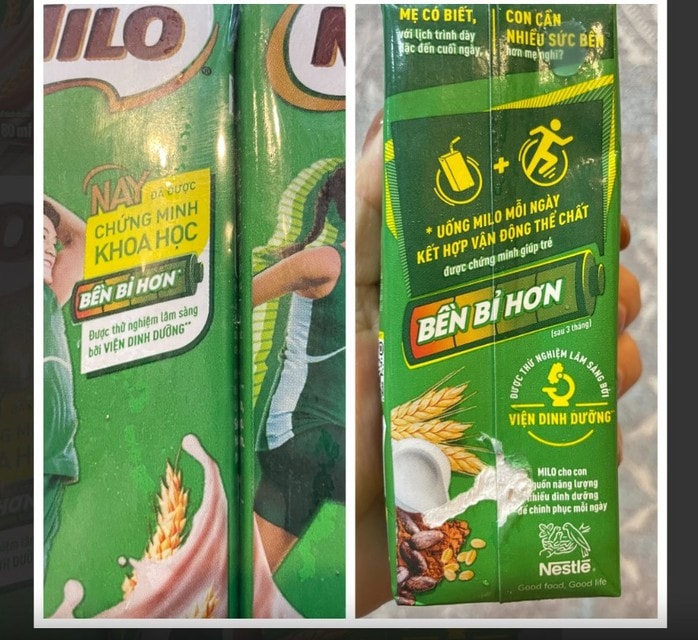 MILO
NAY ĐÃ ĐƯỢC
CHỨNG MINH
KHOA HỌC
BỀN BỈ HƠN*
Được thử nghiệm lâm sàng
bởi VIỆN DINH DƯỠNG**
MẸ CÓ BIẾT,
với lịch trình dày
đặc đến cuối ngày,
CON CẦN
NHIỀU SỨC BỀN
hơn mẹ nghĩ?
* UỐNG MILO MỖI NGÀY
KẾT HỢP VẬN ĐỘNG THỂ CHẤT
được chứng minh giúp trẻ
BỀN BỈ HƠN
(sau 3 tháng)
ĐƯỢC THỬ NGHIỆM LÂM SÀNG BỞI
VIỆN DINH DƯỠNG**
MILO cho con
nguồn năng lượng
nhiều dinh dưỡng
để chinh phục mỗi ngày
Nestlé
Good food, Good life